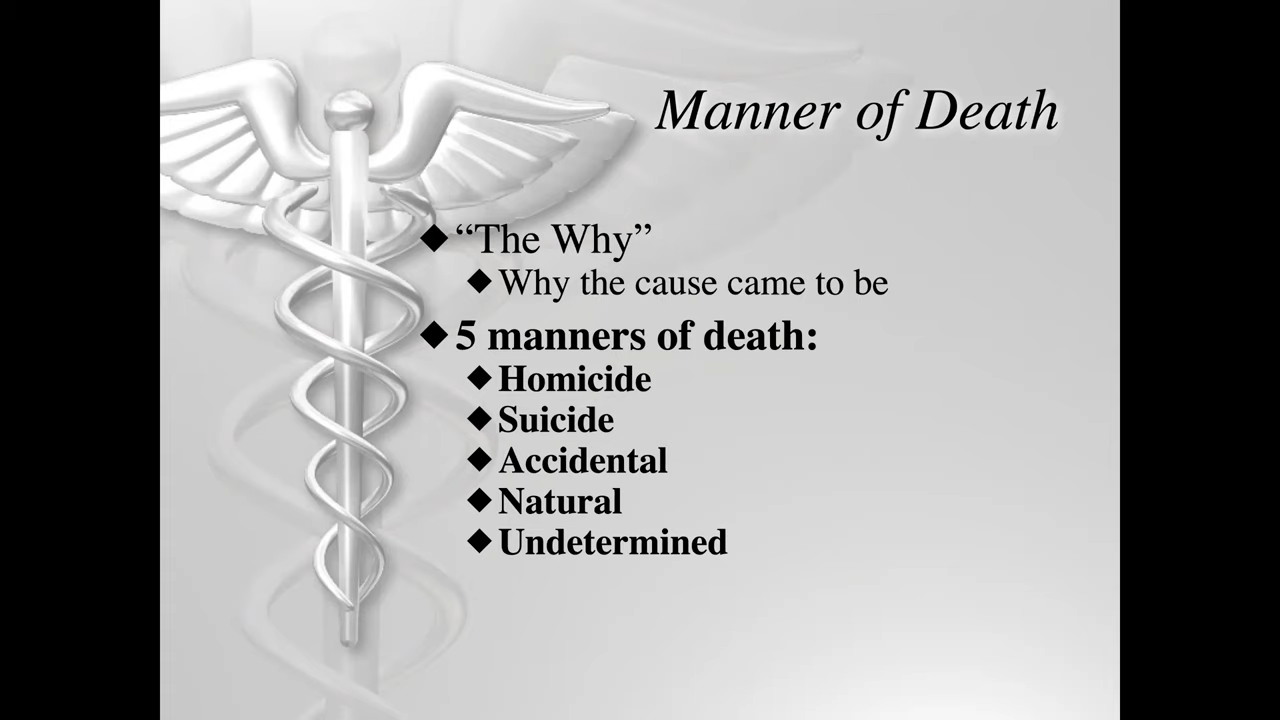 Manner of Death
“The Why”
Why the cause came to be
5 manners of death:
Homicide
Suicide
Accidental
Natural
Undetermined